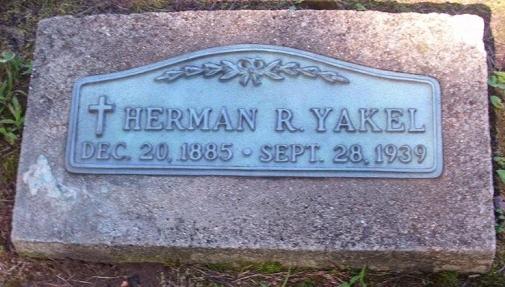 HERMAN R. YAKEL
DEC. 20, 1885 · SEPT. 28, 1939